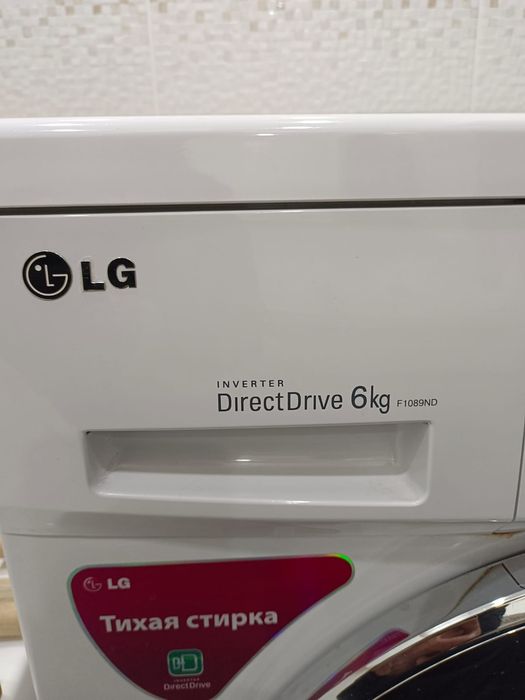 LG
INVERTER
DirectDrive 6kg F1089ND
LG
Тихая стирка
INVERTER
DirectDrive